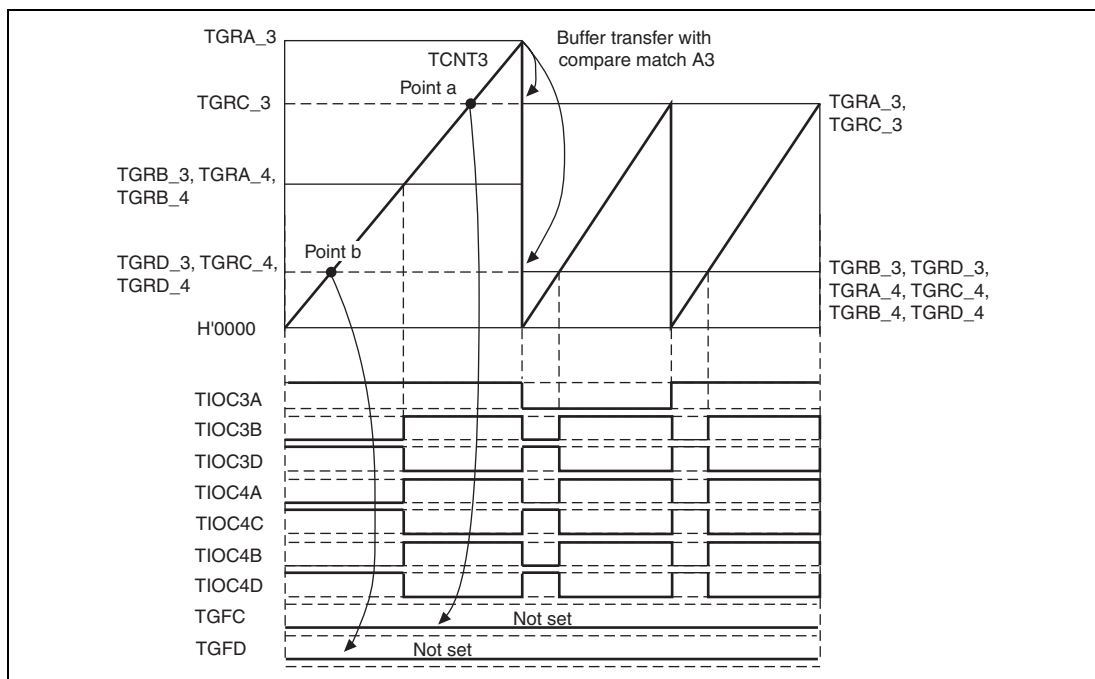 TGRA_3
TCNT3
Buffer transfer with
compare match A3
Point a
TGRC_3
TGRA_3,
TGRC_3
TGRB_3, TGRA_4,
TGRB_4
Point b
TGRD_3, TGRC_4,
TGRD_4
TGRB_3, TGRD_3,
TGRA_4, TGRC_4,
TGRB_4, TGRD_4
H'0000
TIOC3A
TIOC3B
TIOC3D
TIOC4A
TIOC4C
TIOC4B
TIOC4D
TGFC
Not set
TGFD
Not set